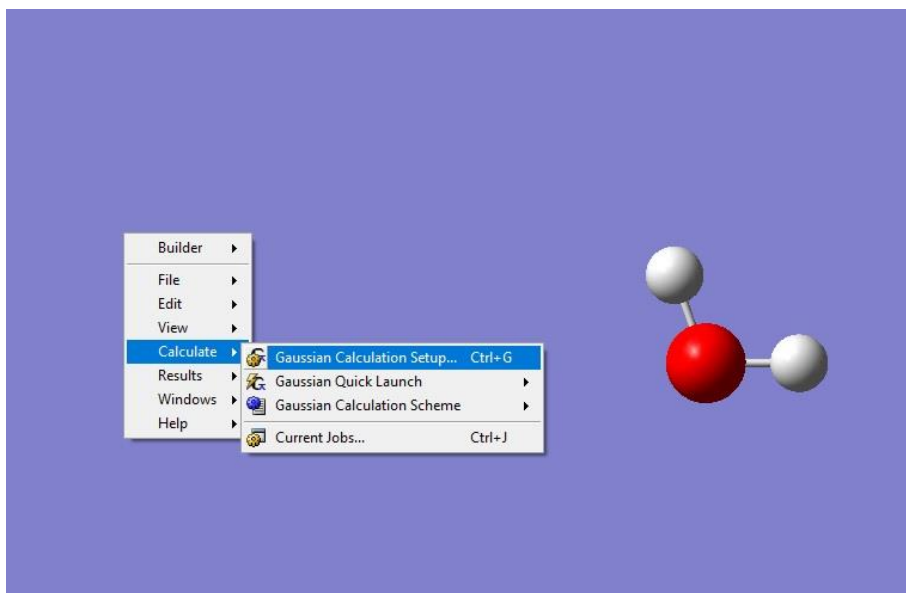 Builder
File
Edit
View
Calculate
Results
Windows
Help
Gaussian Calculation Setup... Ctrl+G
Gaussian Quick Launch
Gaussian Calculation Scheme
Current Jobs... Ctrl+J